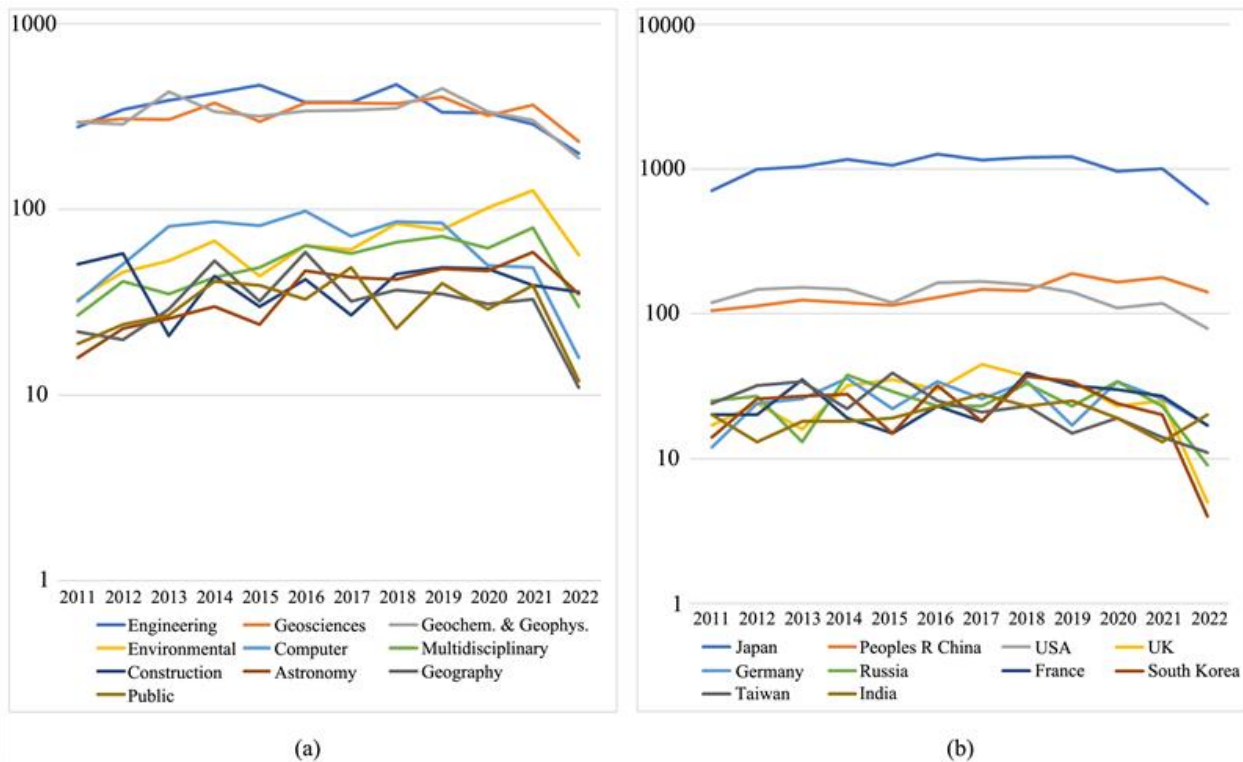 1000
100
10
1
2011 2012 2013 2014 2015 2016 2017 2018 2019 2020 2021 2022
Engineering Geosciences Geochem. & Geophys.
Environmental Computer Multidisciplinary
Construction Astronomy Geography
Public
(a)
10000
1000
100
10
1
2011 2012 2013 2014 2015 2016 2017 2018 2019 2020 2021 2022
Japan Peoples R China USA UK
Germany Russia France South Korea
Taiwan India
(b)